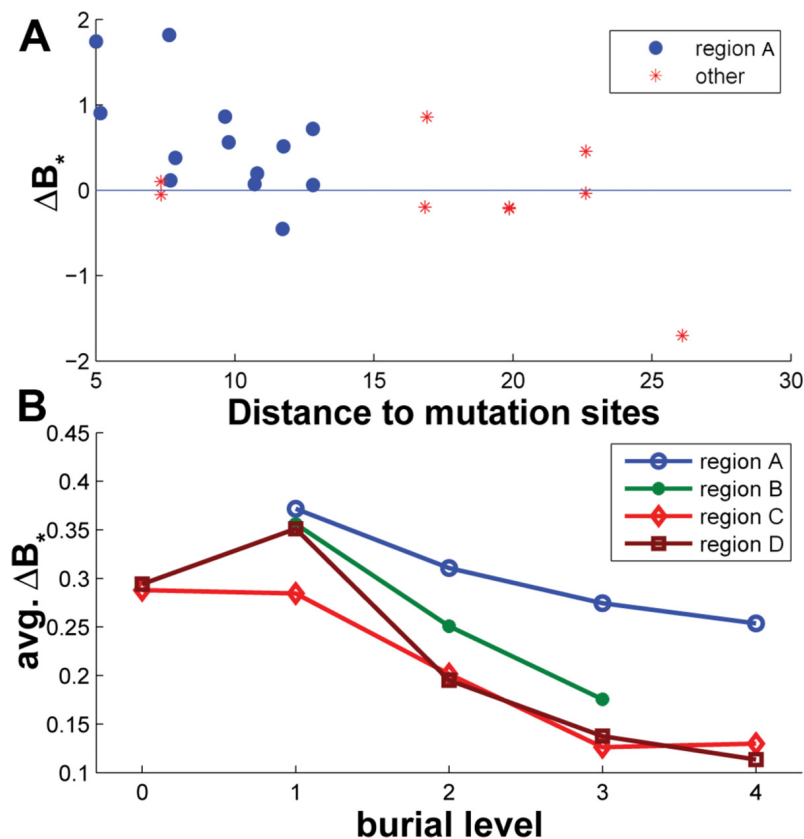 A
2
1
0
−1
−2
ΔB*
region A
other
5 10 15 20 25 30
Distance to mutation sites
B
0.45
0.4
0.35
0.3
0.25
0.2
0.15
0.1
avg. ΔB*
region A
region B
region C
region D
0 1 2 3 4
burial level